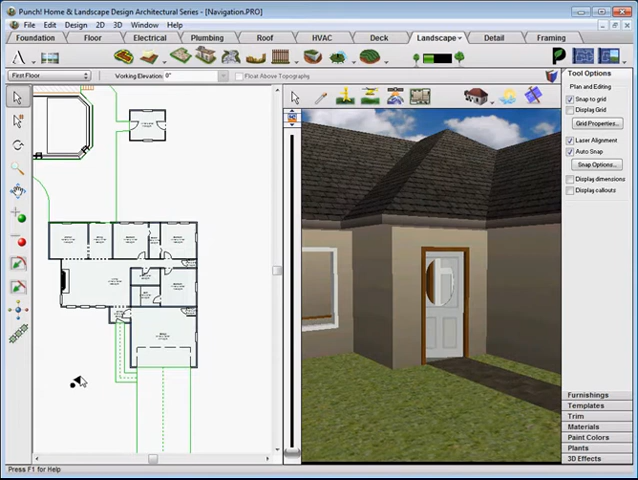 Punch! Home & Landscape Design Architectural Series - [Navigation.PRO]
File Edit Design 2D 3D Window Help
Foundation Floor Electrical Plumbing Roof HVAC Deck Landscape Detail Framing
First Floor Working Elevation: 0" Float Above Topography
Tool Options
Plan and Editing
Snap to grid
Display Grid
Grid Properties...
Laser Alignment
Auto Snap
Snap Options...
Display dimensions
Display callouts
Furnishings
Templates
Trim
Materials
Paint Colors
Plants
3D Effects
Press F1 for Help